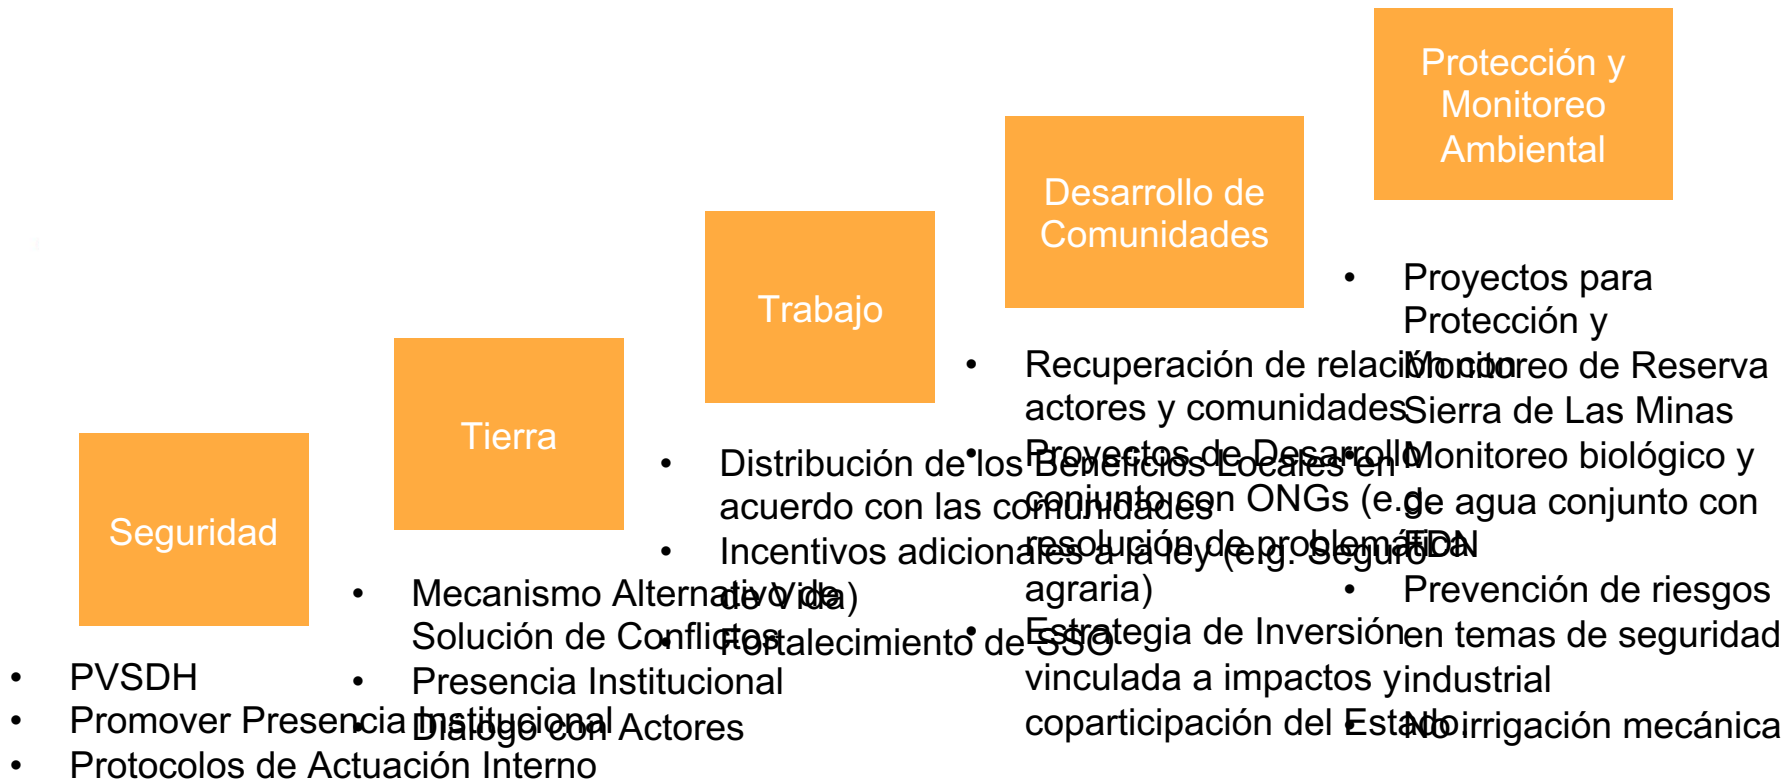 Seguridad
• PVSDH
• Promover Presencia Institucional
• Protocolos de Actuación Interno
Tierra
• Mecanismo Alternativo de
Solución de Conflictos
• Presencia Institucional
• Diálogo con Actores
Trabajo
• Distribución de los Beneficios Locales en
acuerdo con las comunidades
• Incentivos adicionales a la ley (e.g. Seguro
de Vida)
• Fortalecimiento de SSO
Desarrollo de
Comunidades
• Recuperación de relación con
actores y comunidades
• Proyectos de Desarrollo
conjunto con ONGs (e.g.
resolución de problemática
agraria)
• Estrategia de Inversión
vinculada a impactos y
coparticipación del Estado.
Protección y
Monitoreo
Ambiental
• Proyectos para
Protección y
Monitoreo de Reserva
Sierra de Las Minas
• Monitoreo biológico y
de agua conjunto con
FDN
• Prevención de riesgos
en temas de seguridad
industrial
• No irrigación mecánica